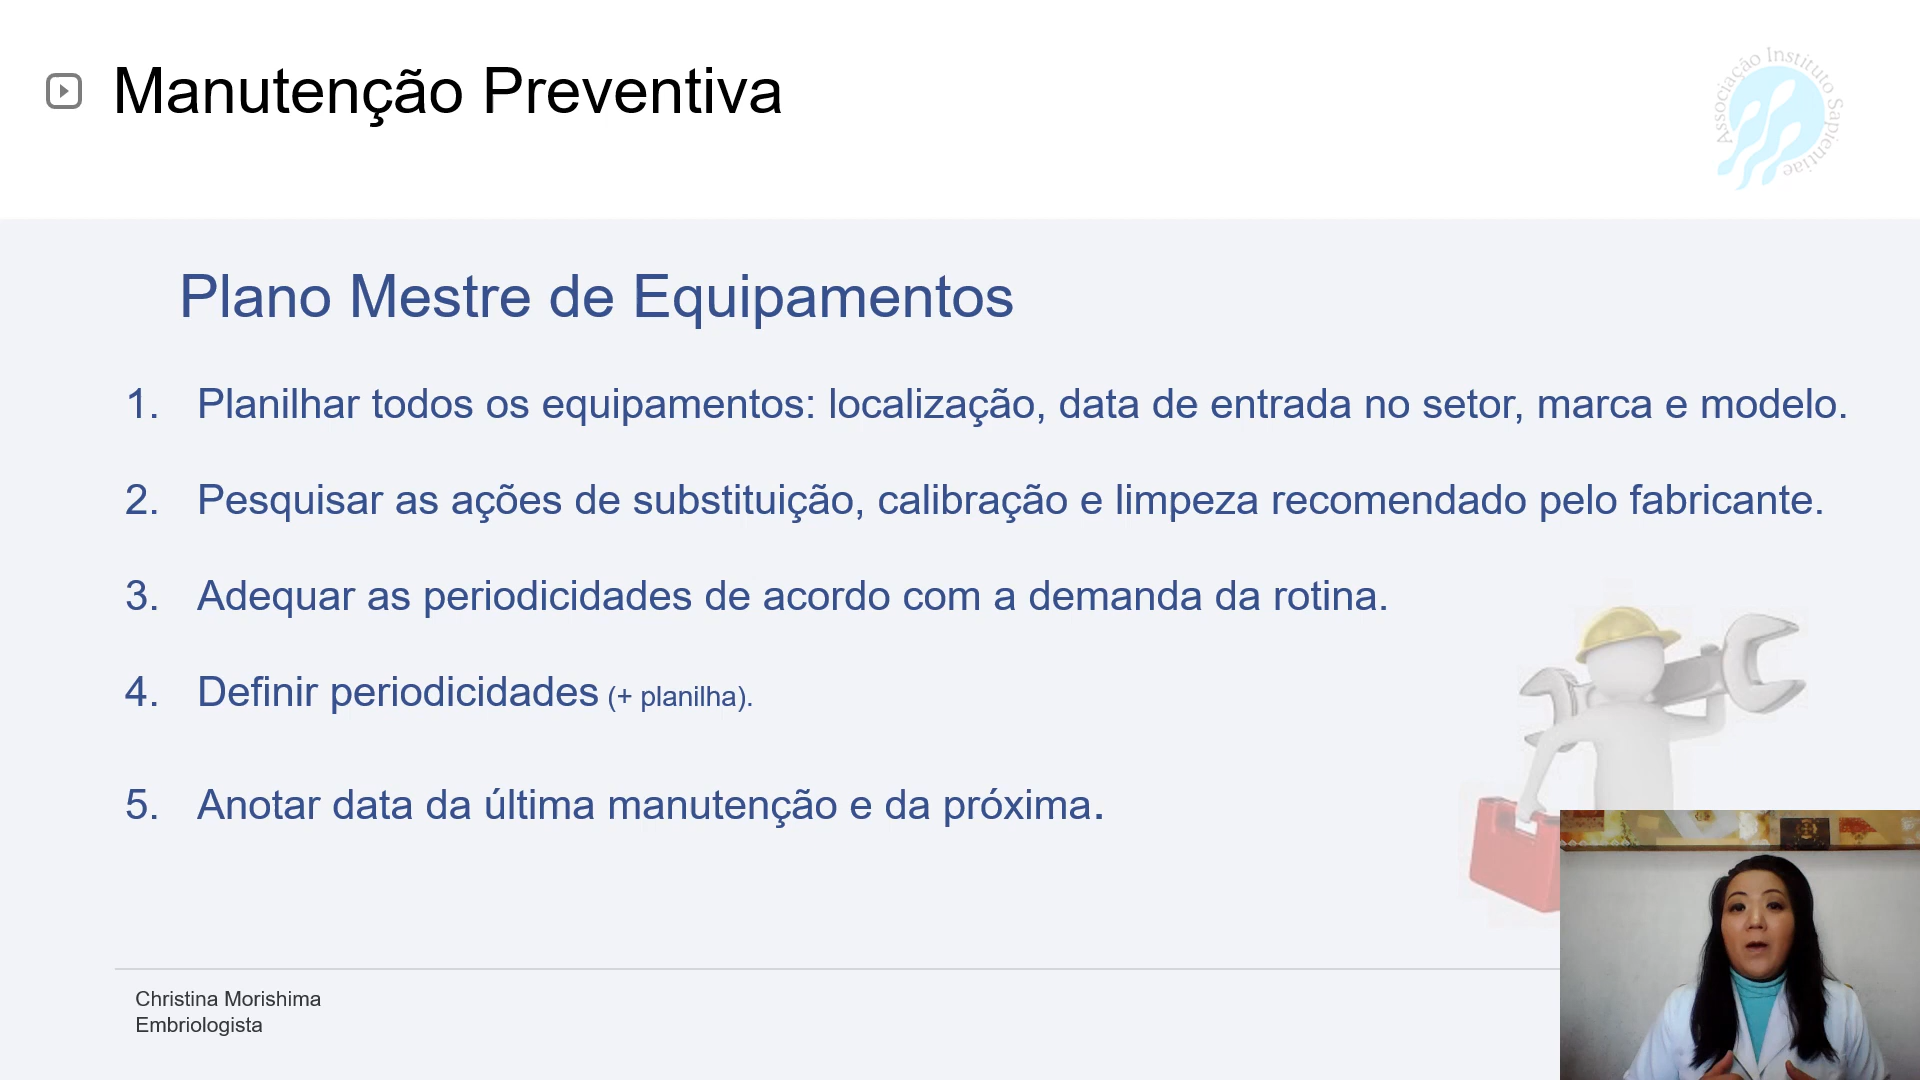 Manutenção Preventiva
Associação Instituto Sapientiae
Plano Mestre de Equipamentos
1. Planilhar todos os equipamentos: localização, data de entrada no setor, marca e modelo.
2. Pesquisar as ações de substituição, calibração e limpeza recomendado pelo fabricante.
3. Adequar as periodicidades de acordo com a demanda da rotina.
4. Definir periodicidades (+ planilha).
5. Anotar data da última manutenção e da próxima.
Christina Morishima
Embriologista